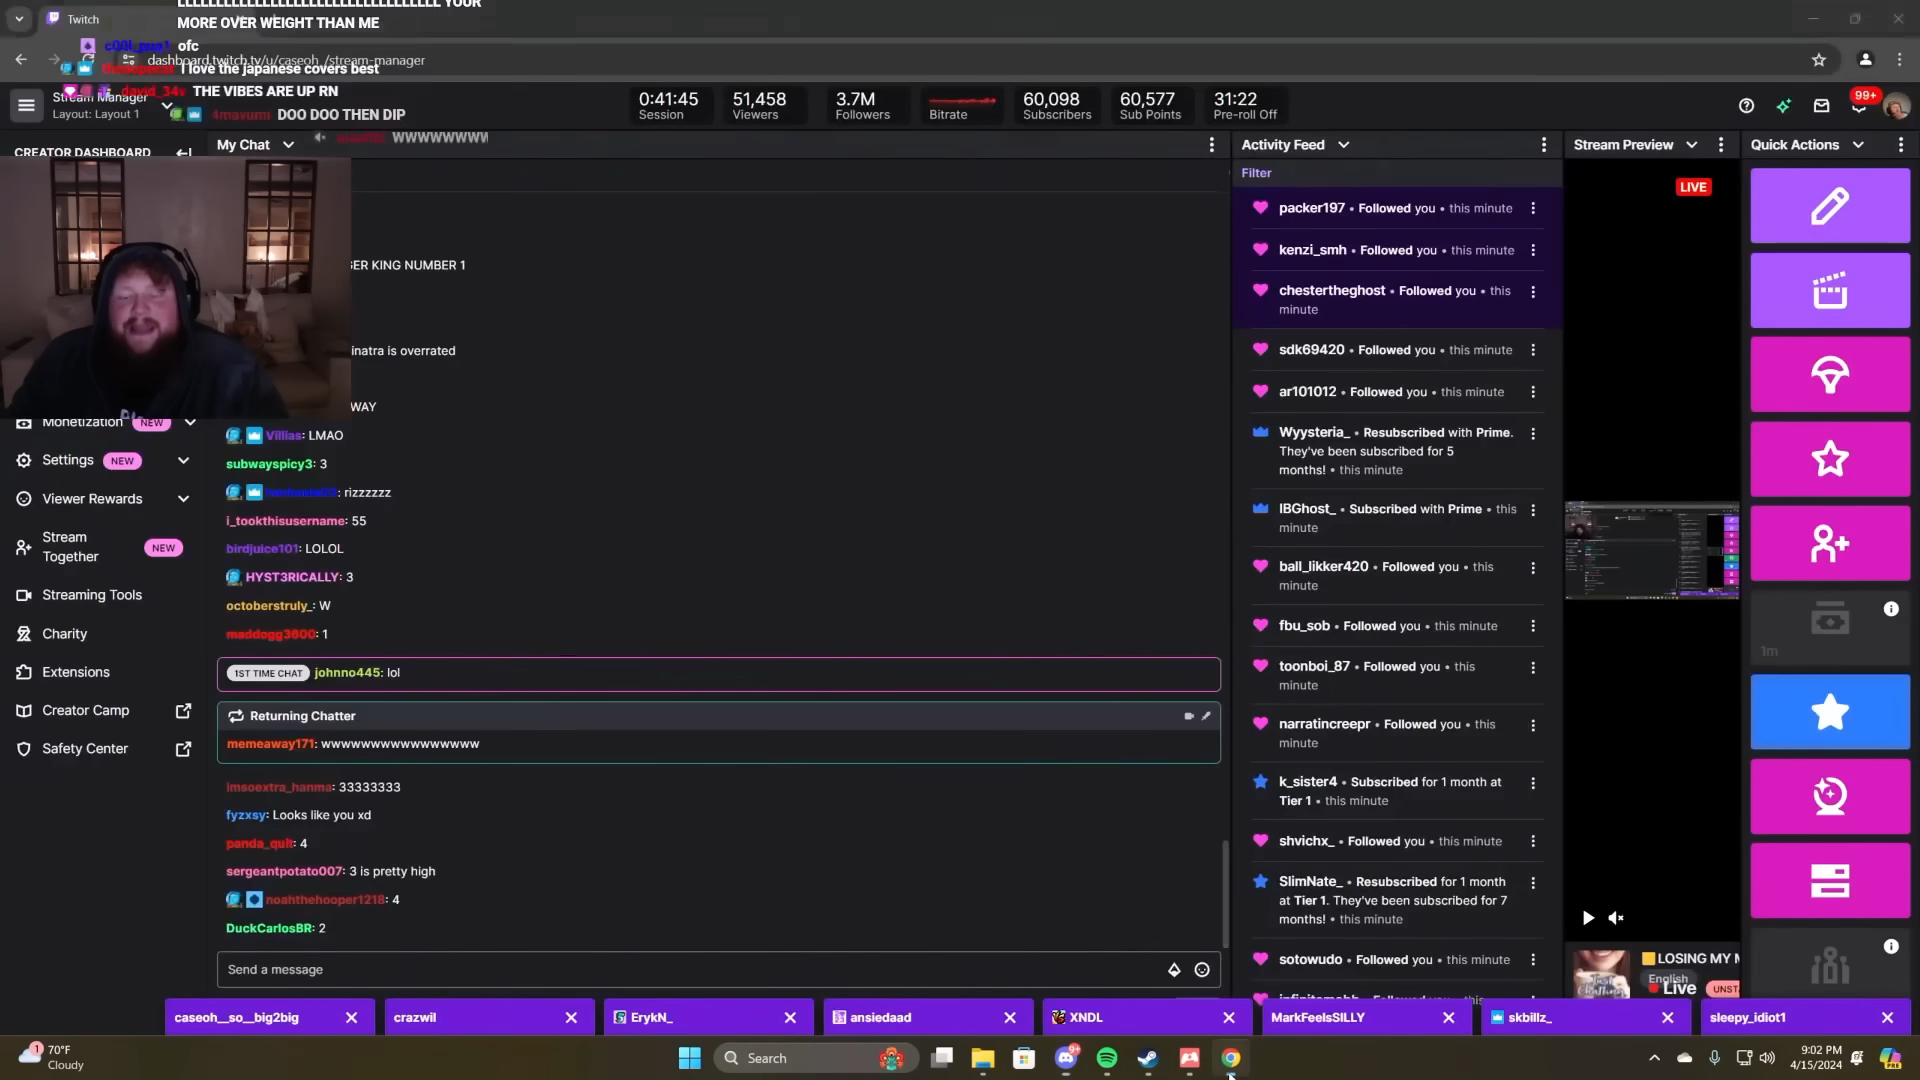 YOUR
MORE OVER WEIGHT THAN ME
Twitch
ofc
dashboard.twitch.tv/u/caseoh_/stream-manager
I love the japanese covers best
david_34v THE VIBES ARE UP RN
4mavumi DOO DOO THEN DIP
WWWWWWWW
Stream Manager
Layout: Layout 1
0:41:45
Session
51,458
Viewers
3.7M
Followers
Bitrate
60,098
Subscribers
60,577
Sub Points
31:22
Pre-roll Off
99+
CREATOR DASHBOARD
Monetization NEW
Settings NEW
Viewer Rewards
Stream
Together
NEW
Streaming Tools
Charity
Extensions
Creator Camp
Safety Center
My Chat
GER KING NUMBER 1
inatra is overrated
WAY
Villias: LMAO
subwayspicy3: 3
: rizzzzzz
i_tookthisusername: 55
birdjuice101: LOLOL
HYST3RICALLY: 3
octoberstruly_: W
maddogg3600: 1
1ST TIME CHAT johnno445: lol
Returning Chatter
memeaway171: wwwwwwwwwwwwwwww
imsoextra_hanma: 33333333
fyzxsy: Looks like you xd
panda_quit: 4
sergeantpotato007: 3 is pretty high
noahthehooper1218: 4
DuckCarlosBR: 2
Send a message
Activity Feed
Filter
packer197 • Followed you • this minute
kenzi_smh • Followed you • this minute
chestertheghost • Followed you • this
minute
sdk69420 • Followed you • this minute
ar101012 • Followed you • this minute
Wyysteria_ • Resubscribed with Prime.
They've been subscribed for 5
months! • this minute
IBGhost_ • Subscribed with Prime • this
minute
ball_likker420 • Followed you • this
minute
fbu_sob • Followed you • this minute
toonboi_87 • Followed you • this
minute
narratincreepr • Followed you • this
minute
k_sister4 • Subscribed for 1 month at
Tier 1 • this minute
shvichx_ • Followed you • this minute
SlimNate_ • Resubscribed for 1 month
at Tier 1. They've been subscribed for 7
months! • this minute
sotowudo • Followed you • this minute
Stream Preview
LIVE
LOSING MY M
English
Live
UNST
Quick Actions
1m
caseoh__so__big2big
crazwil
ErykN_
ansiedaad
XNDL
MarkFeelsSILLY
skbillz_
sleepy_idiot1
1
70°F
Cloudy
Search
9+
9:02 PM
4/15/2024
PRE